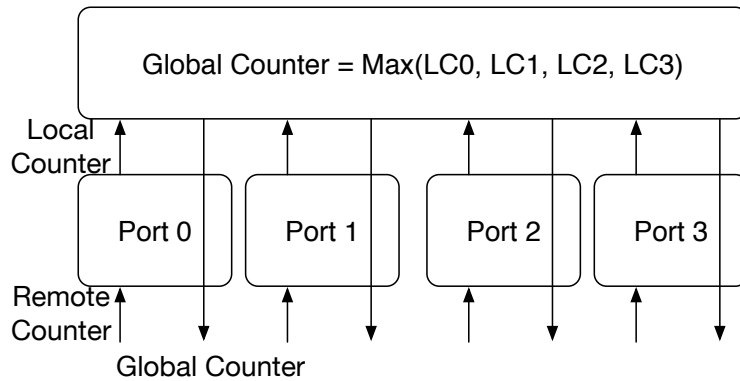 Global Counter = Max(LC0, LC1, LC2, LC3)
Local
Counter
Port 0
Port 1
Port 2
Port 3
Remote
Counter
Global Counter